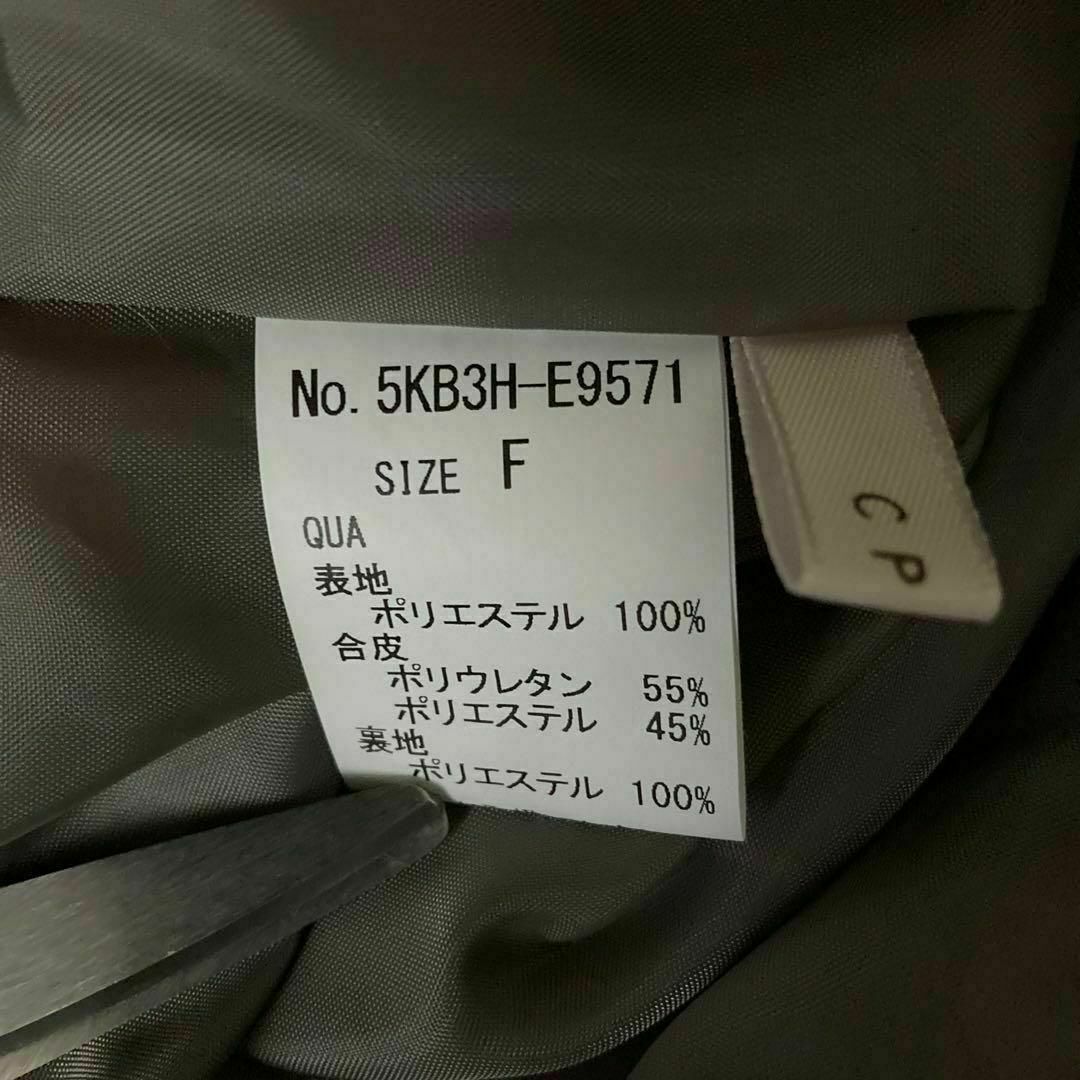 No. 5KB3H-E9571
SIZE F
QUA
表地
ポリエステル 100%
合皮
ポリウレタン 55%
ポリエステル 45%
裏地
ポリエステル 100%
CP